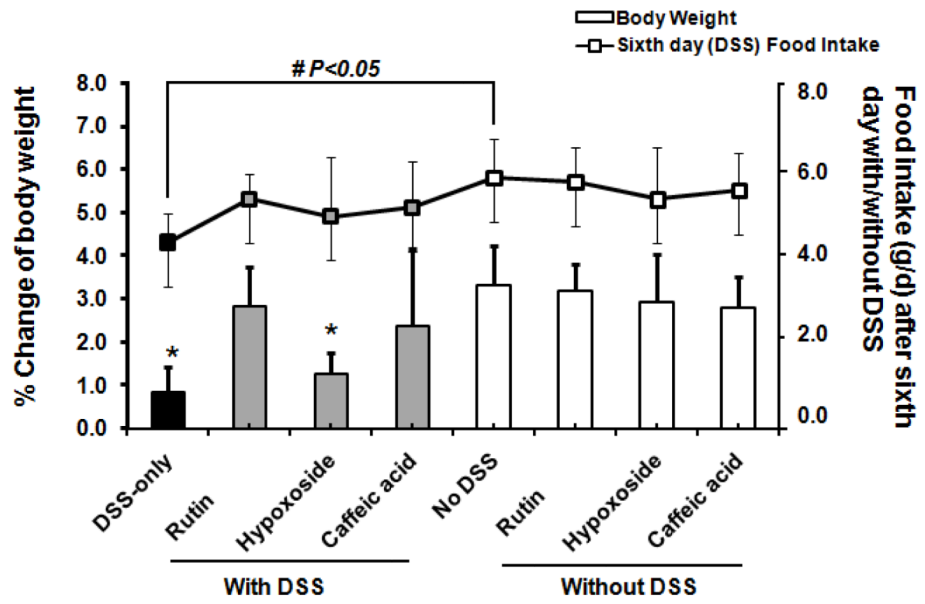 Body Weight
Sixth day (DSS) Food Intake
# P<0.05
% Change of body weight
8.0
7.0
6.0
5.0
4.0
3.0
2.0
1.0
0.0
8.0
6.0
4.0
2.0
0.0
Food intake (g/d) after sixth
day with/without DSS
*
*
DSS-only
Rutin
Hypoxoside
Caffeic acid
No DSS
Rutin
Hypoxoside
Caffeic acid
With DSS
Without DSS